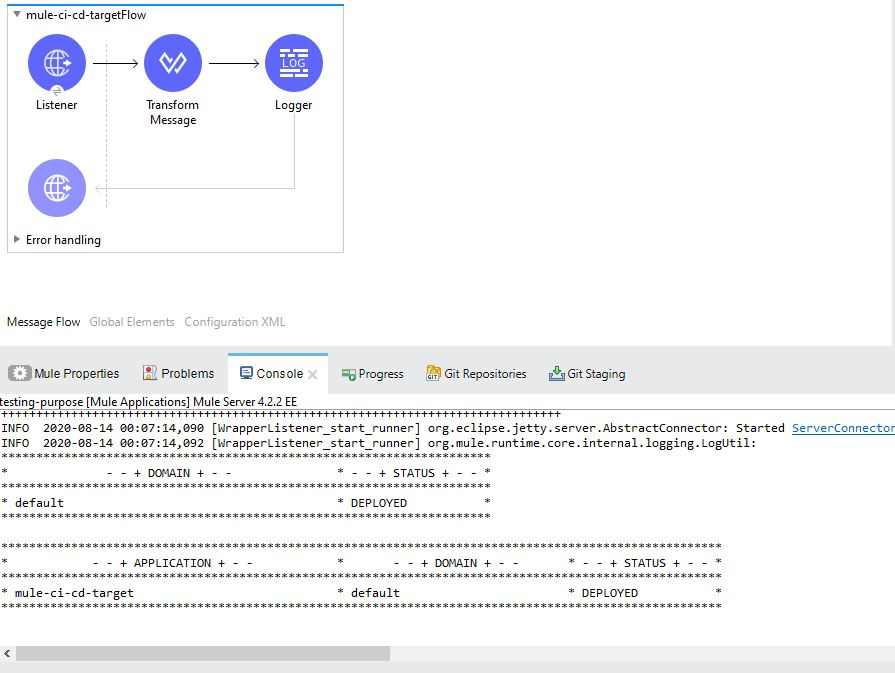 mule-ci-cd-targetFlow
LOG
Listener
Transform
Message
Logger
Error handling
Message Flow Global Elements Configuration XML
Mule Properties Problems Console Progress GIT Git Repositories Git Staging
testing-purpose [Mule Applications] Mule Server 4.2.2 EE
++++++++++++++++++++++++++++++++++++++++++++++++++++++++++++++++++++++++++++++++
INFO  2020-08-14 00:07:14,090 [WrapperListener_start_runner] org.eclipse.jetty.server.AbstractConnector: Started ServerConnector
INFO  2020-08-14 00:07:14,092 [WrapperListener_start_runner] org.mule.runtime.core.internal.logging.LogUtil:
**********************************************************************
*              - - + DOMAIN + - -               * - - + STATUS + - - *
**********************************************************************
* default                                       * DEPLOYED           *
**********************************************************************
*******************************************************************************************************
*            - - + APPLICATION + - -            *       - - + DOMAIN + - -       * - - + STATUS + - - *
*******************************************************************************************************
* mule-ci-cd-target                             * default                        * DEPLOYED           *
*******************************************************************************************************